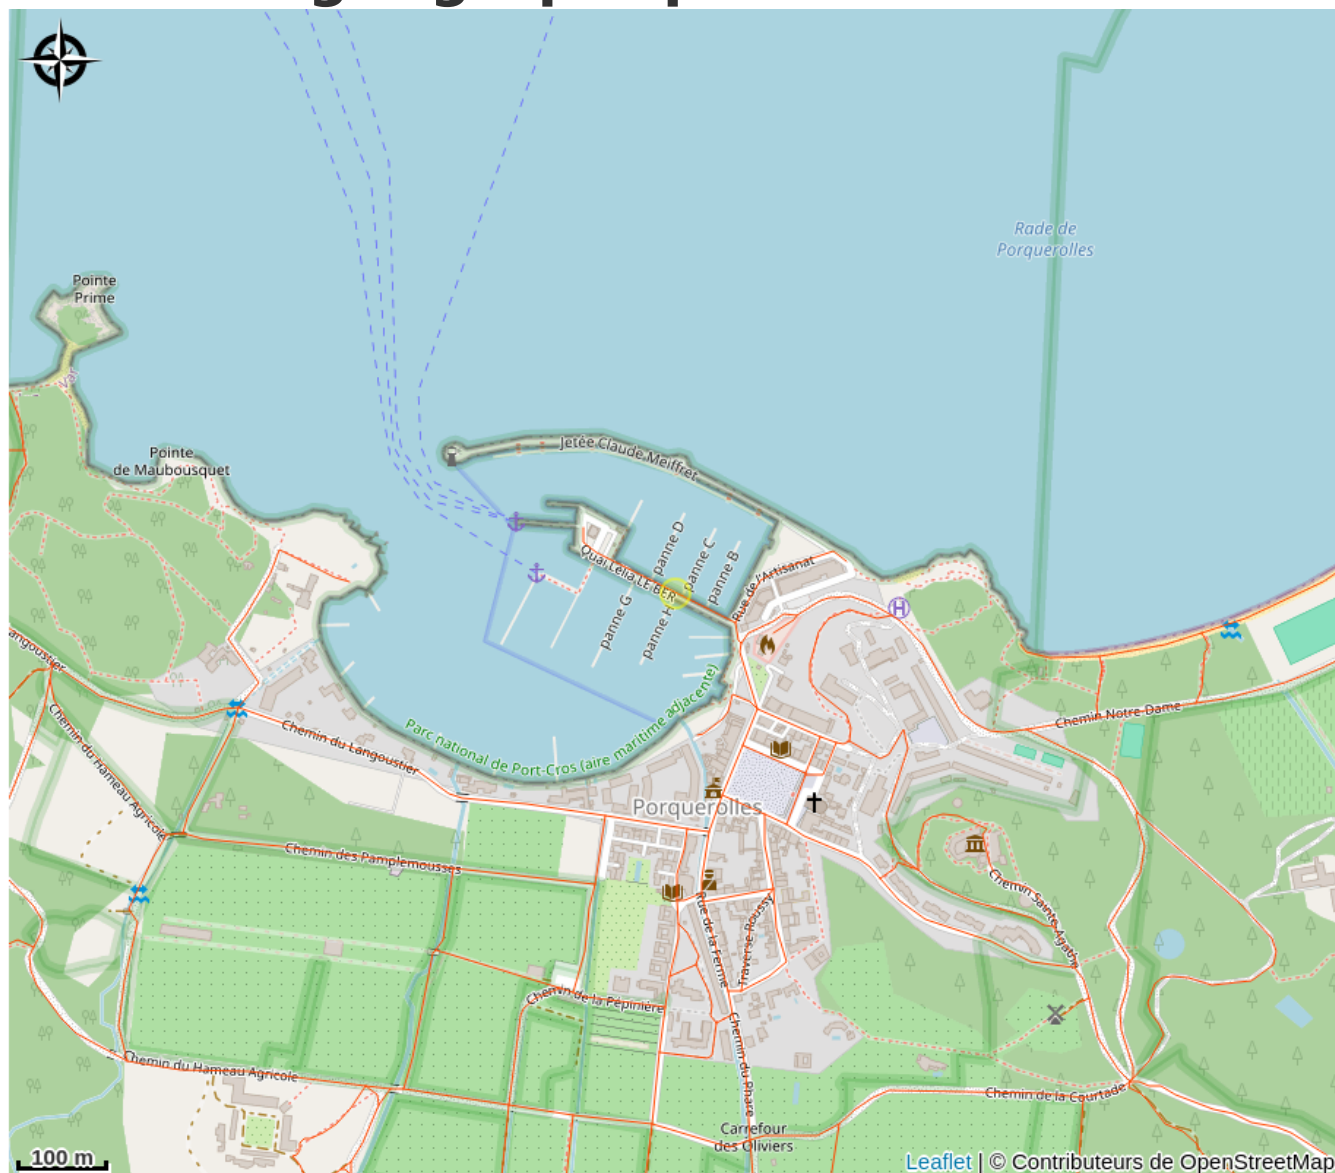 Rade de
Porquerolles
Pointe
Prime
Var
Jetée Claude Meiffret
Pointe
de Maubousquet
panne D
panne C
panne B
Quai Lélia LE BER
Rue de l'Artisanat
panne G
panne H
H
angoustier
Chemin du Hameau Agricole
Chemin du Langoustier
Parc national de Port-Cros (aire maritime adjacente)
Chemin Notre Dame
Porquerolles
Chemin des Pamplemousses
Chemin Sainte Agathe
Rue de la Ferme
Traverse Roussy
Chemin de la Pépinière
Chemin du Phare
Chemin du Hameau Agricole
Chemin de la Courtade
Carrefour
des Oliviers
100 m
Leaflet | © Contributeurs de OpenStreetMap